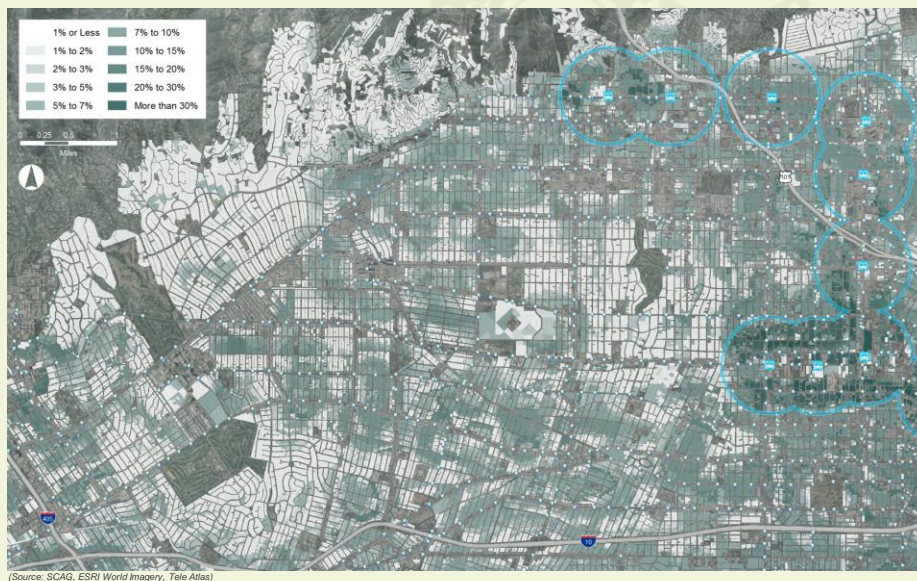 1% or Less
1% to 2%
2% to 3%
3% to 5%
5% to 7%
7% to 10%
10% to 15%
15% to 20%
20% to 30%
More than 30%
0 0.25 0.5 1
Miles
101
405
10
(Source: SCAG, ESRI World Imagery, Tele Atlas)